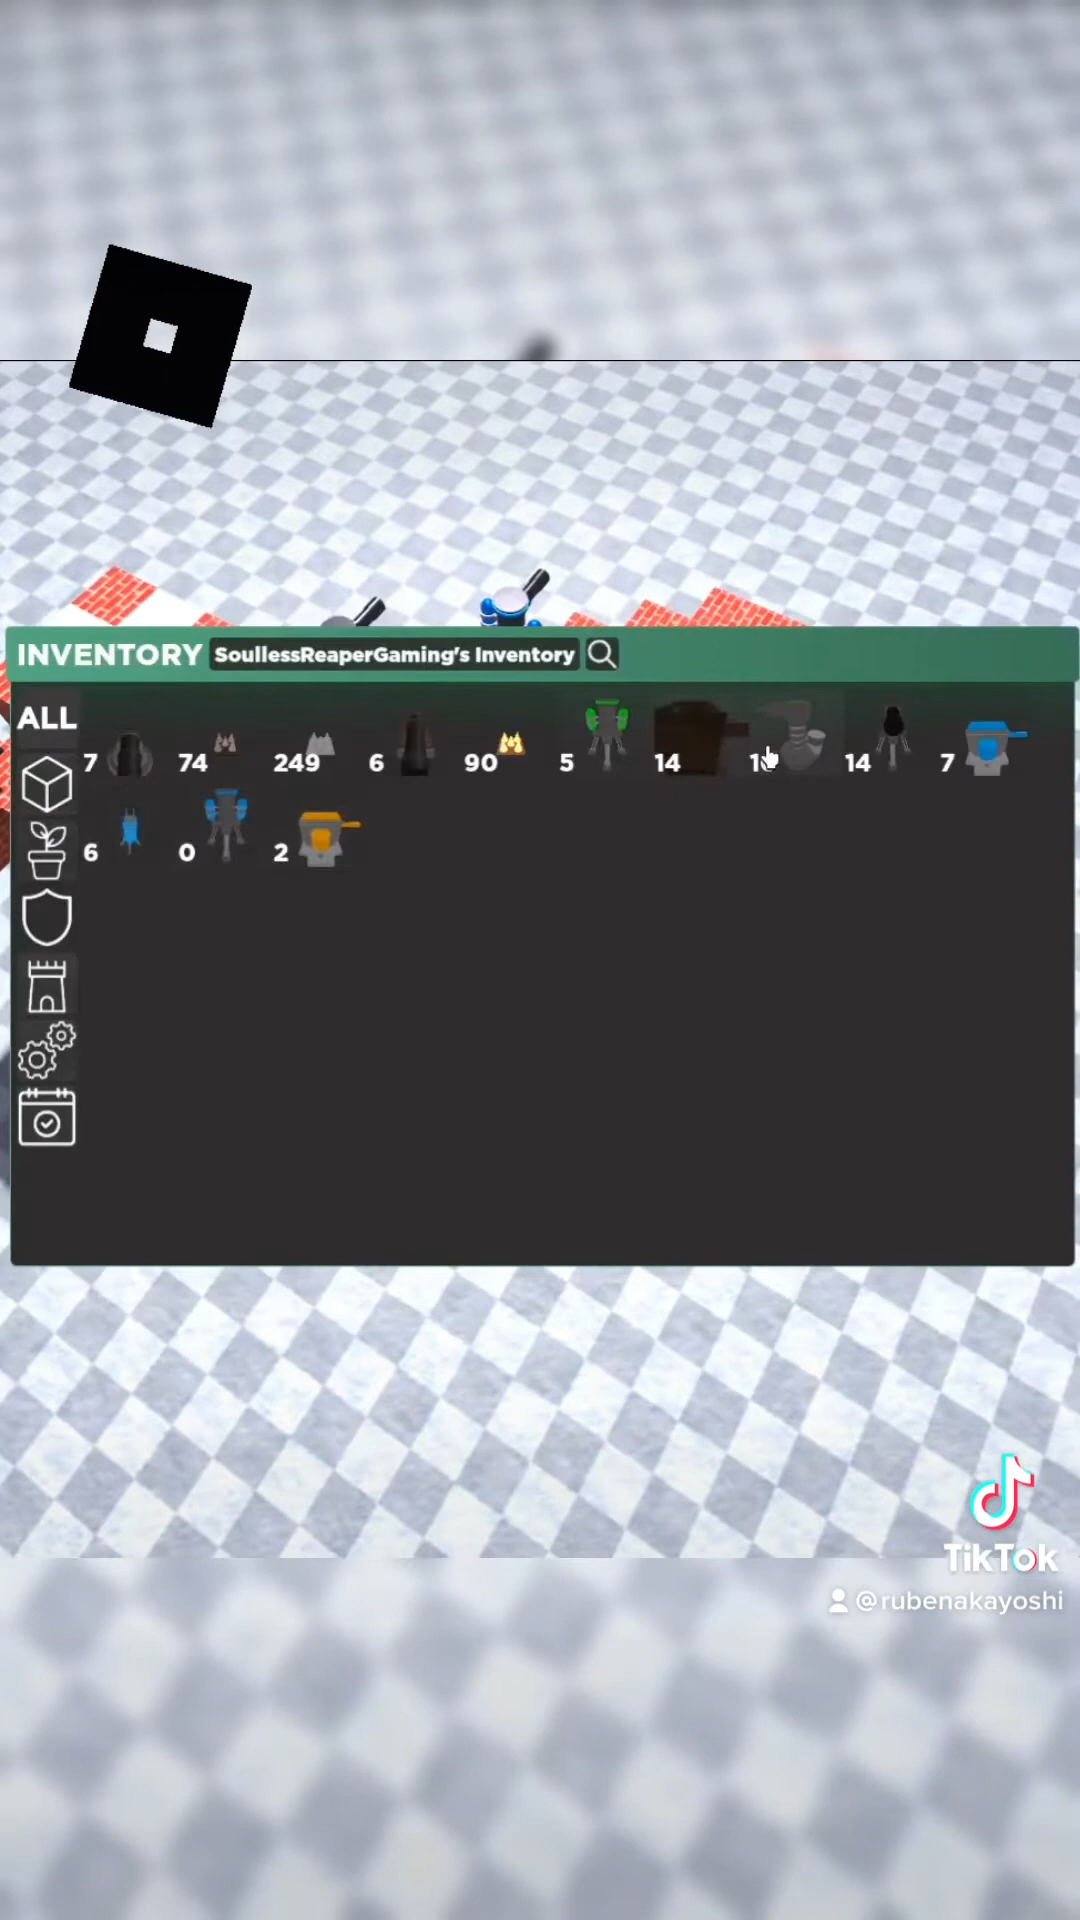 INVENTORY SoullessReaperGaming's Inventory
ALL
7 74 249 6 90 5 14 14 7
6 0 2
TikTok
@rubenakayoshi